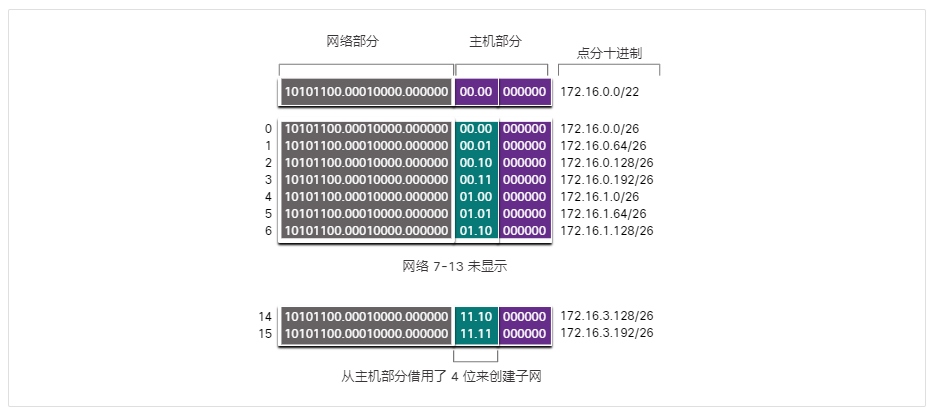 网络部分 主机部分 点分十进制
10101100.00010000.000000 00.00 000000 172.16.0.0/22
0 10101100.00010000.000000 00.00 000000 172.16.0.0/26
1 10101100.00010000.000000 00.01 000000 172.16.0.64/26
2 10101100.00010000.000000 00.10 000000 172.16.0.128/26
3 10101100.00010000.000000 00.11 000000 172.16.0.192/26
4 10101100.00010000.000000 01.00 000000 172.16.1.0/26
5 10101100.00010000.000000 01.01 000000 172.16.1.64/26
6 10101100.00010000.000000 01.10 000000 172.16.1.128/26
网络 7-13 未显示
14 10101100.00010000.000000 11.10 000000 172.16.3.128/26
15 10101100.00010000.000000 11.11 000000 172.16.3.192/26
从主机部分借用了 4 位来创建子网